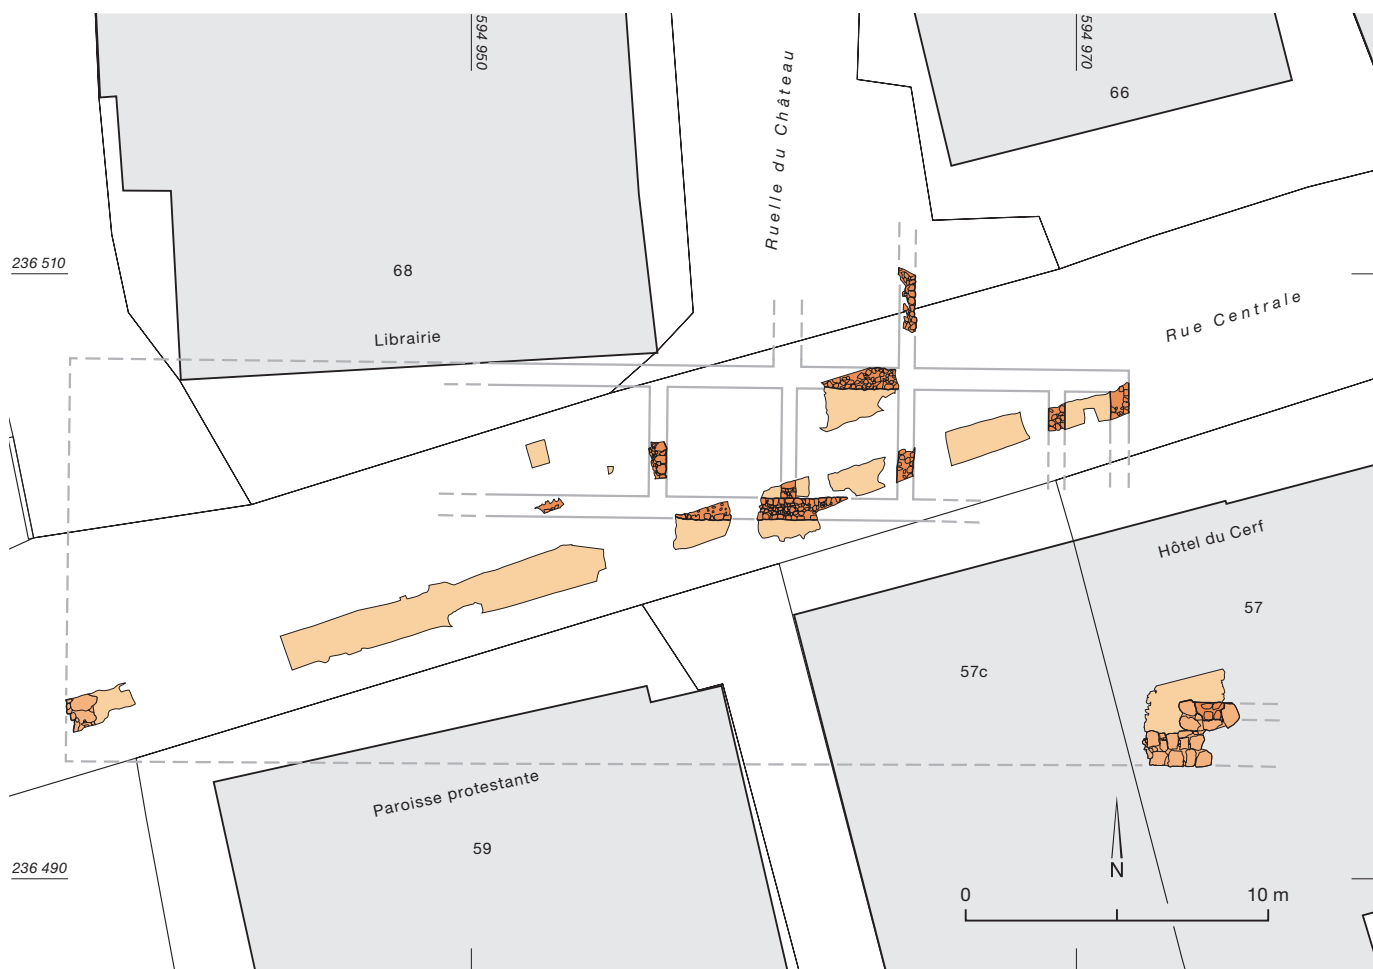 594 950
594 970
66
Ruelle du Château
236 510
68
Rue Centrale
Librairie
Hôtel du Cerf
57
57c
Paroisse protestante
59
236 490
N
0 10 m